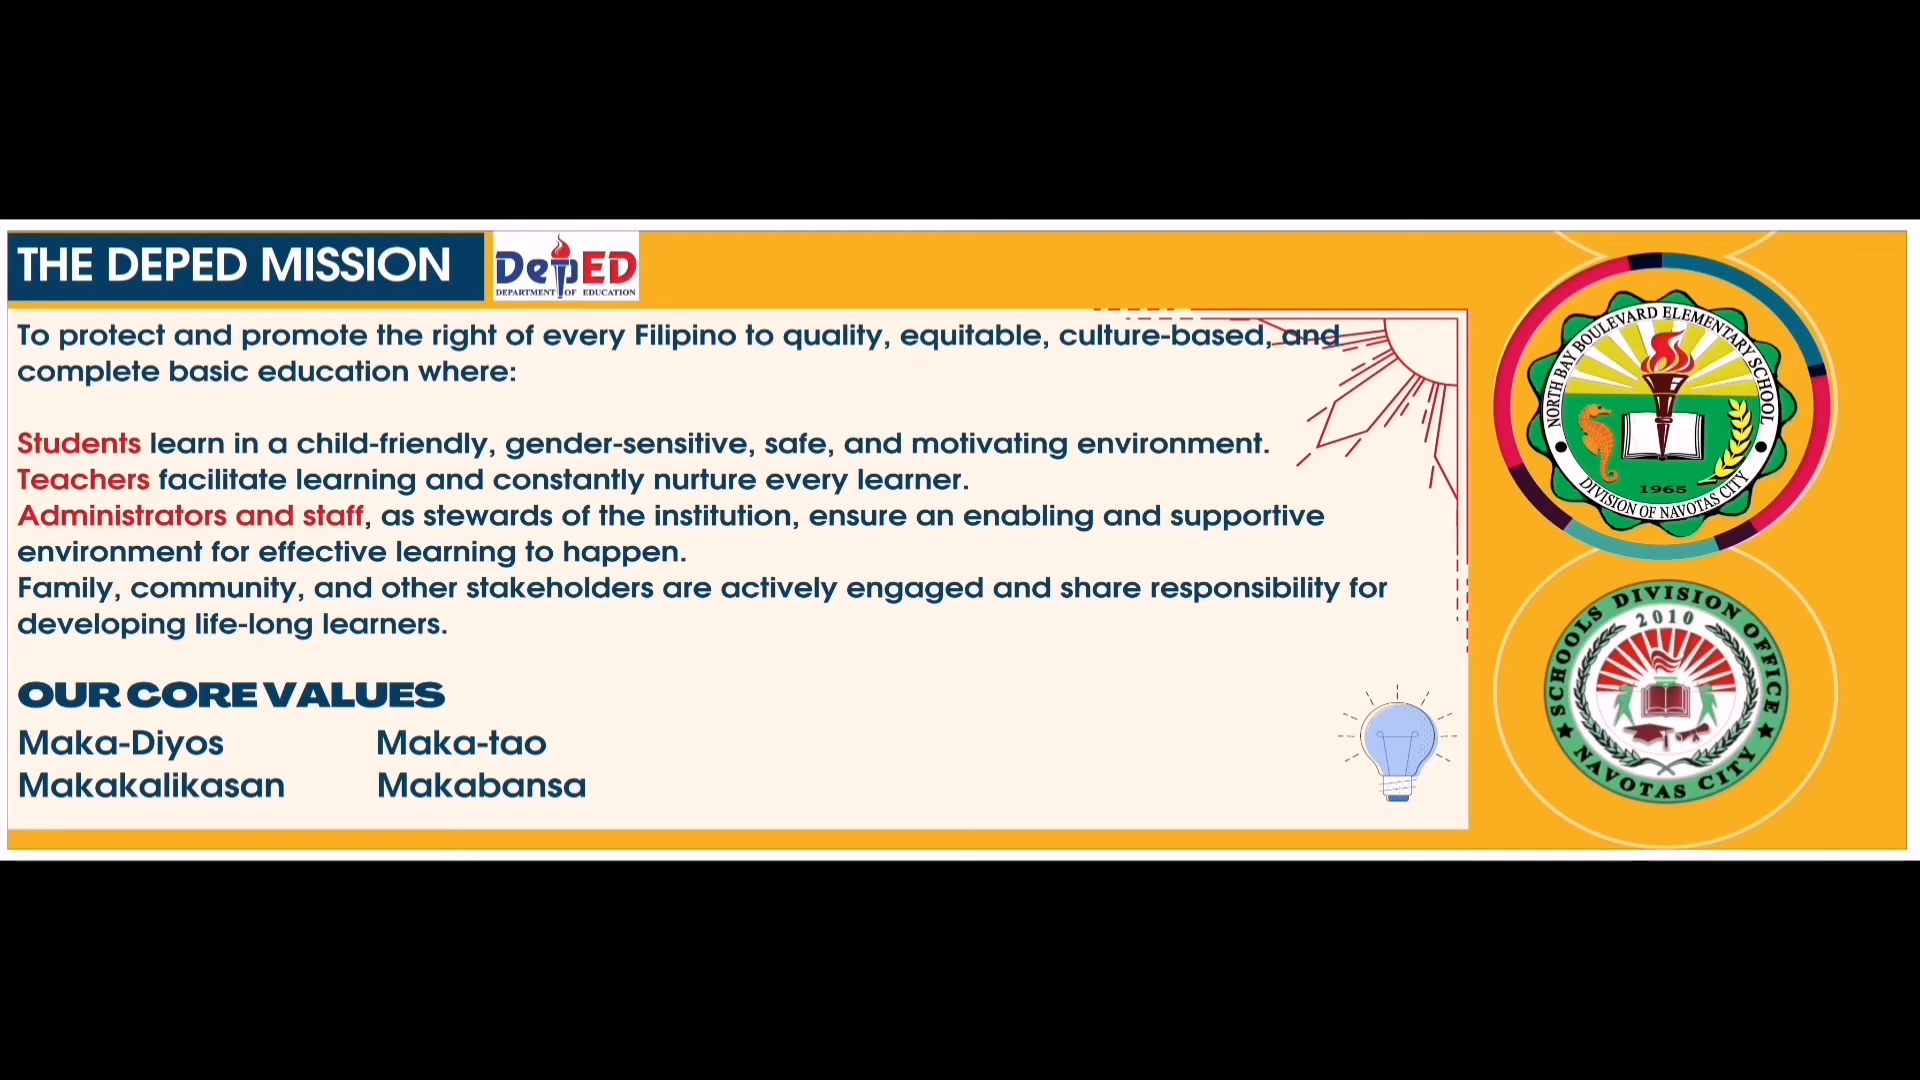 THE DEPED MISSION
DepED
DEPARTMENT OF EDUCATION
To protect and promote the right of every Filipino to quality, equitable, culture-based, and
complete basic education where:
Students learn in a child-friendly, gender-sensitive, safe, and motivating environment.
Teachers facilitate learning and constantly nurture every learner.
Administrators and staff, as stewards of the institution, ensure an enabling and supportive
environment for effective learning to happen.
Family, community, and other stakeholders are actively engaged and share responsibility for
developing life-long learners.
OUR CORE VALUES
Maka-Diyos Maka-tao
Makakalikasan Makabansa
NORTH BAY BOULEVARD ELEMENTARY SCHOOL
1965
DIVISION OF NAVOTAS CITY
SCHOOLS DIVISION OFFICE
2010
NAVOTAS CITY